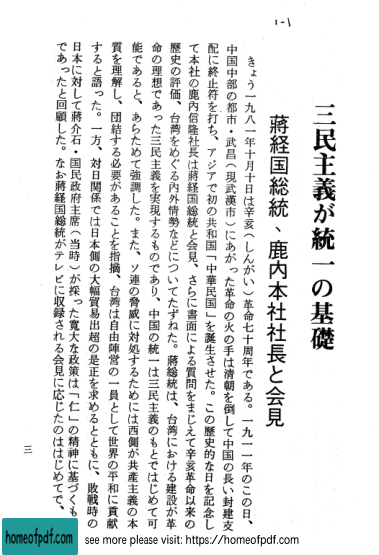 1-1
三民主義が統一の基礎
蔣経国総統、鹿内本社社長と会見
きょう一九八一年十月十日は辛亥(しんがい)革命七十周年である。一九一一年のこの日、
中国中部の都市・武昌(現武漢市)にあがった革命の火の手は清朝を倒して中国の長い封建支
配に終止符を打ち、アジアで初の共和国「中華民国」を誕生させた。この歴史的な日を記念し
て本社の鹿内信隆社長は蔣経国総統と会見、さらに書面による質問をまじえて辛亥革命以来の
歴史の評価、台湾をめぐる内外情勢などについてたずねた。蔣総統は、台湾における建設が革
命の理想であった三民主義を実現するものであり、中国の統一は三民主義のもとではじめて可
能であると、あらためて強調した。また、ソ連の脅威に対処するためには西側が共産主義の本
質を理解し、団結する必要があることを指摘、台湾は自由陣営の一員として世界の平和に貢献
すると語った。一方、対日関係では日本側の大幅貿易出超の是正を求めるとともに、敗戦時の
日本に対して蔣介石・国民政府主席(当時)が採った寛大な政策は「仁」の精神に基づくも
であったと回顧した。なお蔣経国総統がテレビに収録される会見に応じたのははじめてで、
三
homeofpdf.com
see more please visit: https://homeofpdf.com